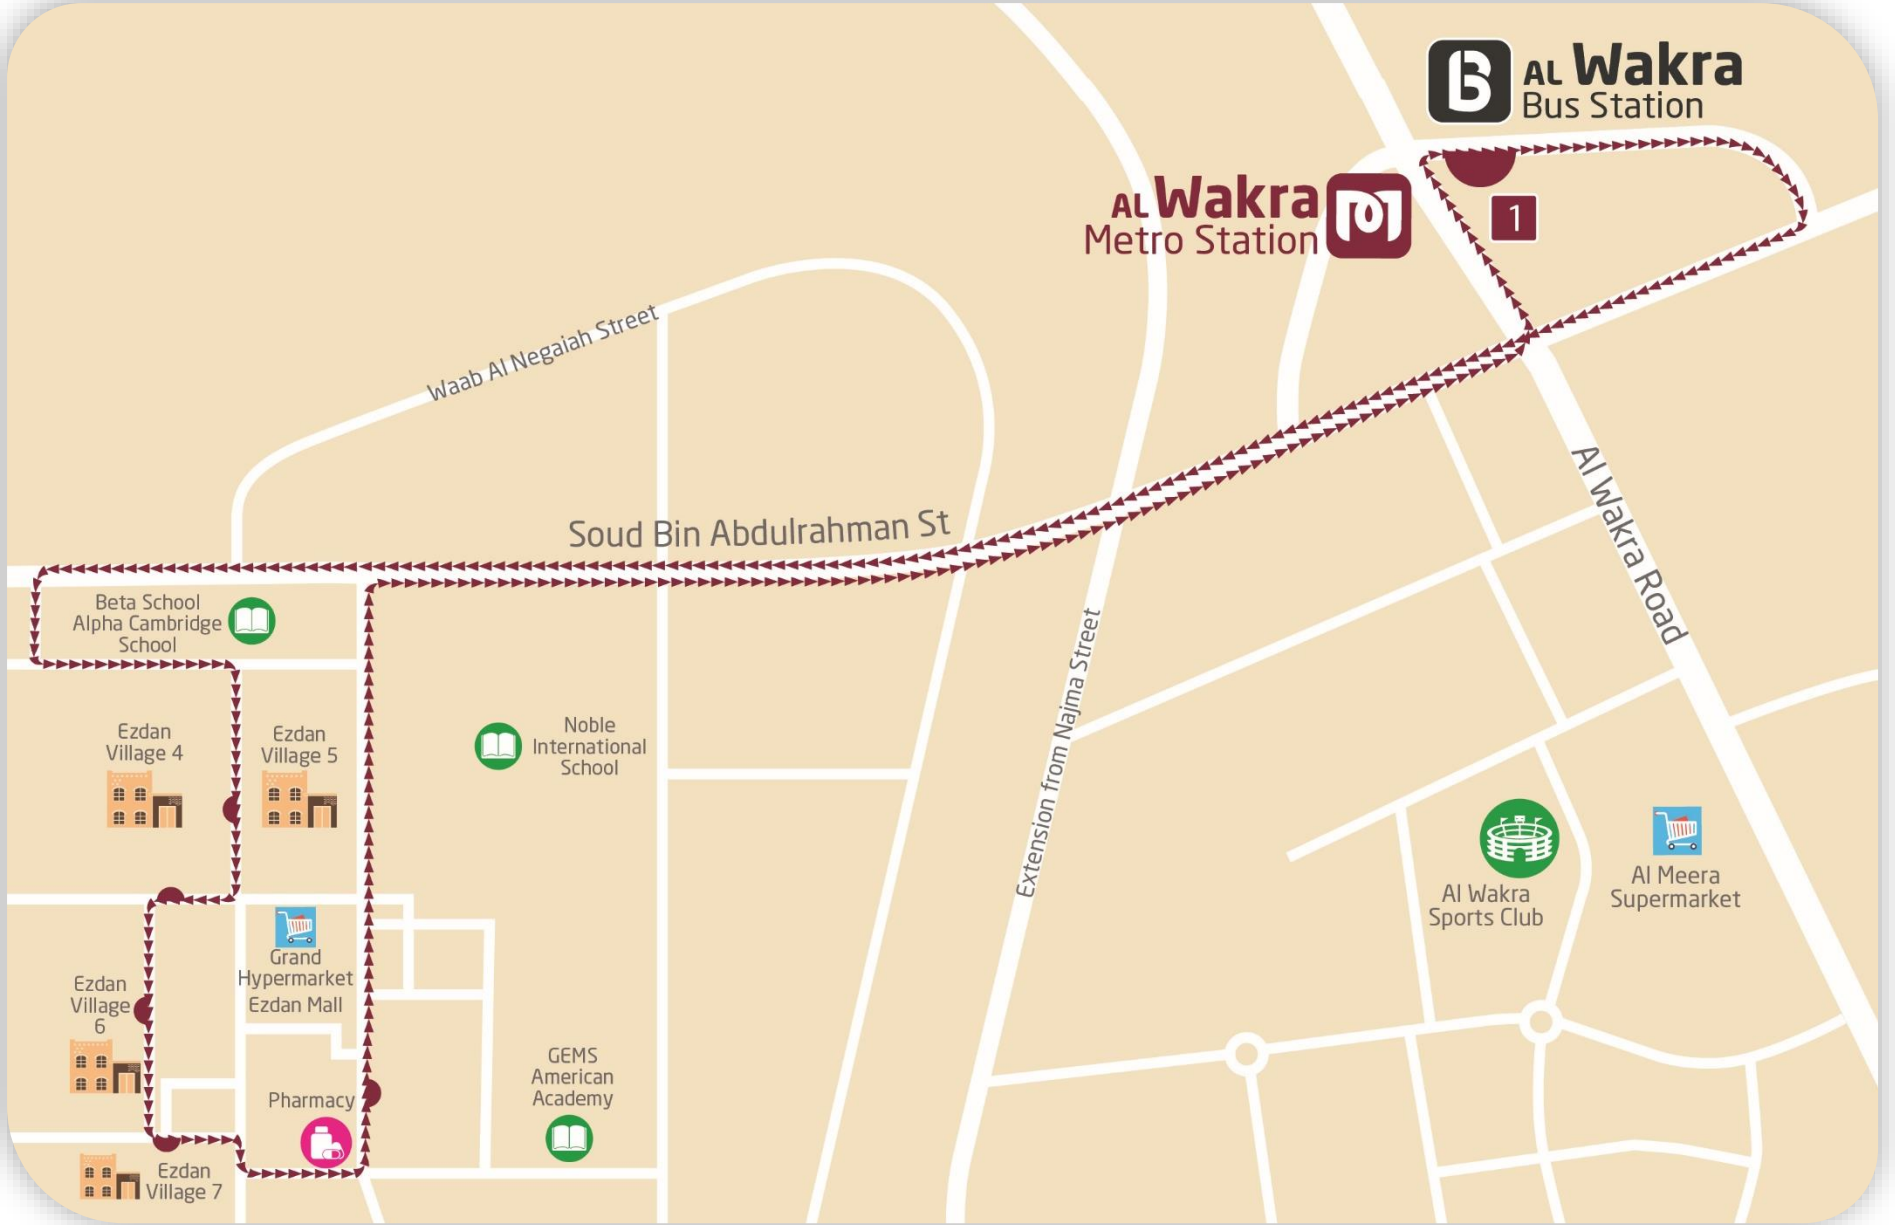 AL Wakra
Bus Station
AL Wakra
Metro Station
1
Waab Al Negaiah Street
Soud Bin Abdulrahman St
Al Wakra Road
Extension from Najma Street
Beta School
Alpha Cambridge
School
Ezdan
Village 4
Ezdan
Village 5
Noble
International
School
Al Wakra
Sports Club
Al Meera
Supermarket
Grand
Hypermarket
Ezdan Mall
Ezdan
Village
6
GEMS
American
Academy
Pharmacy
Ezdan
Village 7